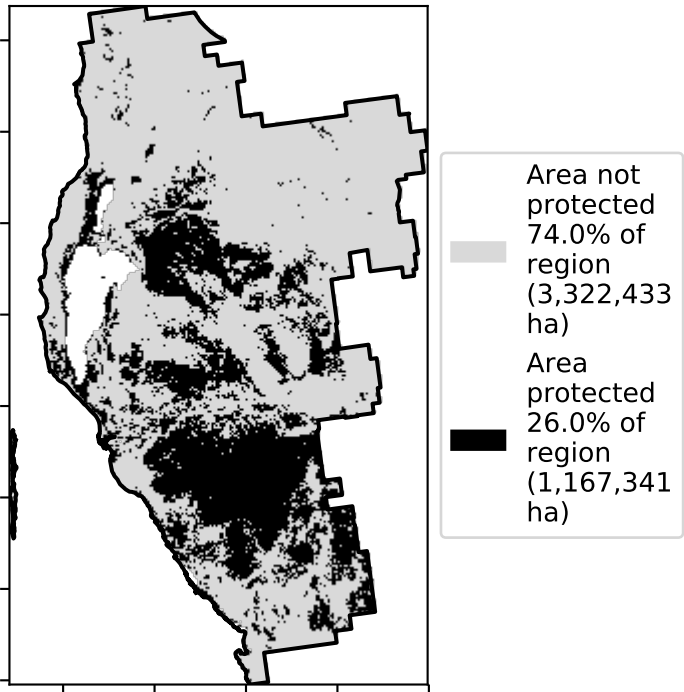 Area not
protected
74.0% of
region
(3,322,433
ha)
Area
protected
26.0% of
region
(1,167,341
ha)